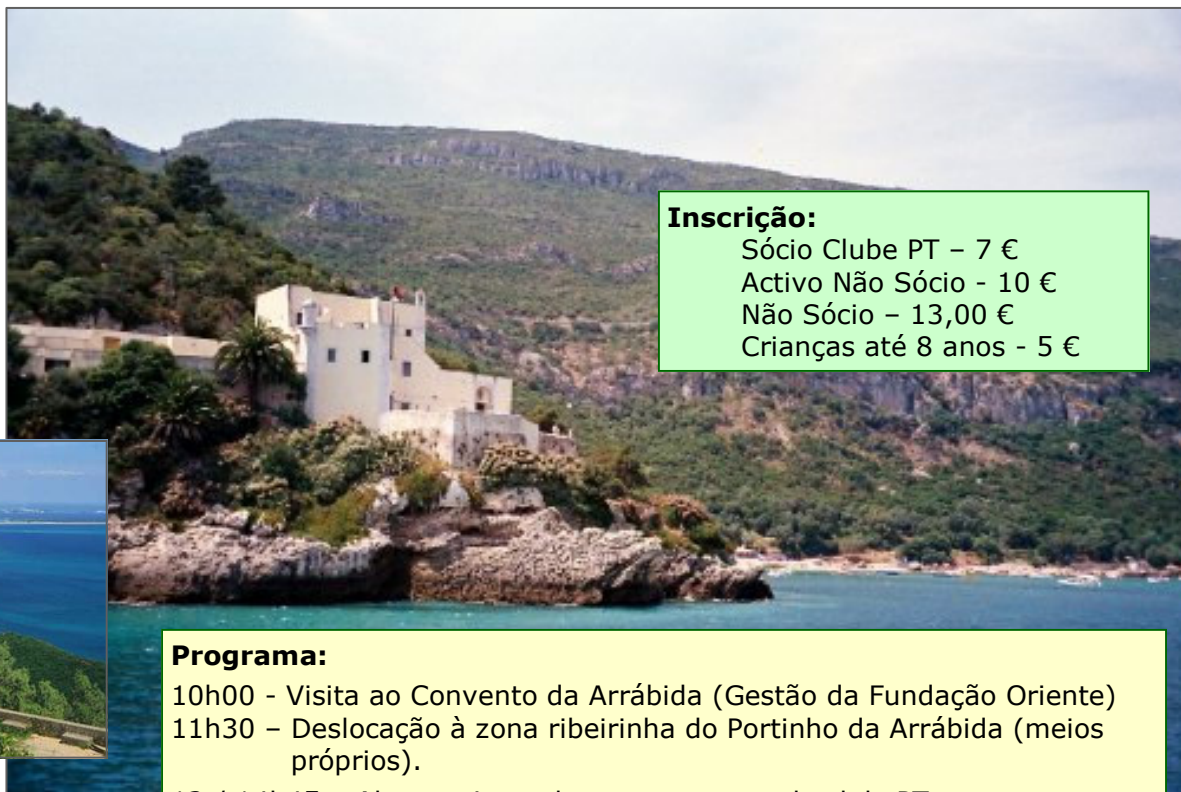 Inscrição:
Sócio Clube PT – 7 €
Activo Não Sócio - 10 €
Não Sócio – 13,00 €
Crianças até 8 anos - 5 €
Programa:
10h00 - Visita ao Convento da Arrábida (Gestão da Fundação Oriente)
11h30 – Deslocação à zona ribeirinha do Portinho da Arrábida (meios
próprios).